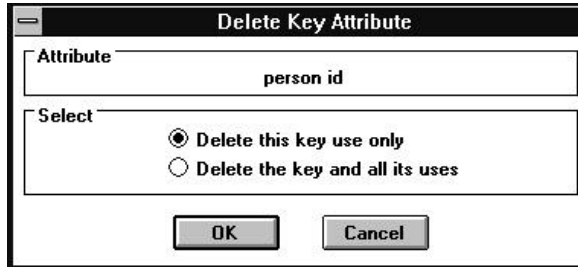 Delete Key Attribute
Attribute
person id
Select
Delete this key use only
Delete the key and all its uses
OK Cancel